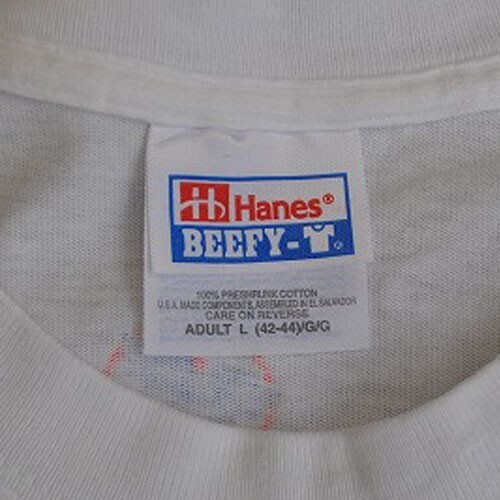 Hanes®
BEEFY-T®
100% PRESHRUNK COTTON
U.S.A. MADE COMPONENTS, ASSEMBLED IN EL SALVADOR
CARE ON REVERSE
ADULT L (42-44)/G/G